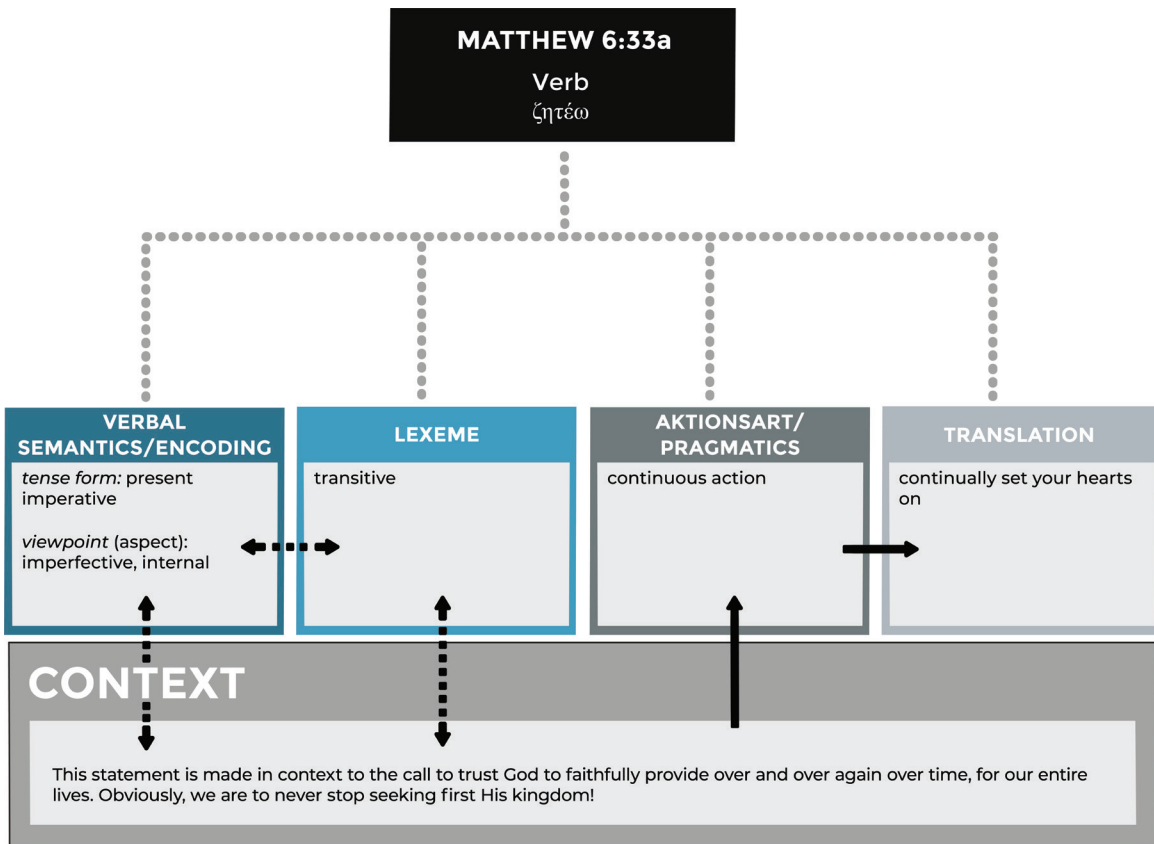 MATTHEW 6:33a
Verb
ζητέω
VERBAL
SEMANTICS/ENCODING
tense form: present
imperative
viewpoint (aspect):
imperfective, internal
LEXEME
transitive
AKTIONSART/
PRAGMATICS
continuous action
TRANSLATION
continually set your hearts
on
CONTEXT
This statement is made in context to the call to trust God to faithfully provide over and over again over time, for our entire
lives. Obviously, we are to never stop seeking first His kingdom!